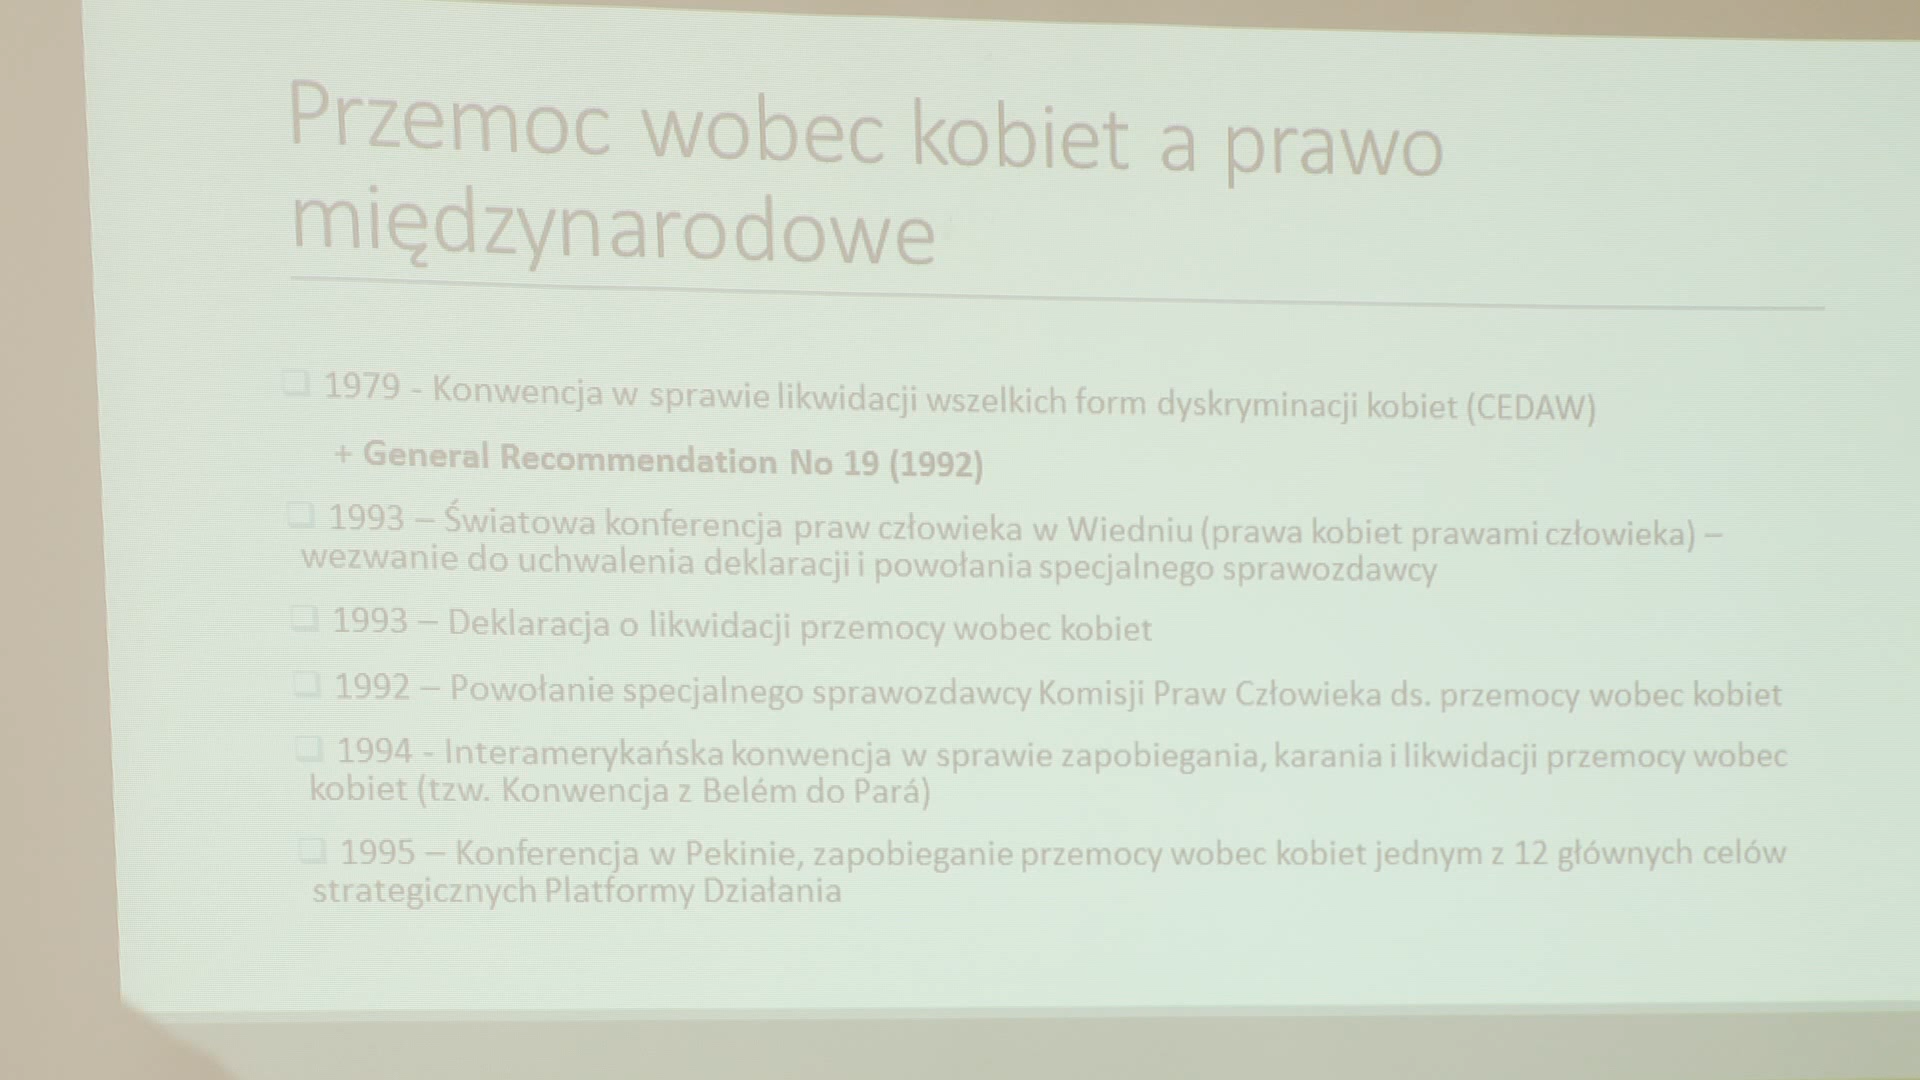 Przemoc wobec kobiet a prawo
międzynarodowe
1979 - Konwencja w sprawie likwidacji wszelkich form dyskryminacji kobiet (CEDAW)
+ General Recommendation No 19 (1992)
1993 – Światowa konferencja praw człowieka w Wiedniu (prawa kobiet prawami człowieka) –
wezwanie do uchwalenia deklaracji i powołania specjalnego sprawozdawcy
1993 – Deklaracja o likwidacji przemocy wobec kobiet
1992 – Powołanie specjalnego sprawozdawcy Komisji Praw Człowieka ds. przemocy wobec kobiet
1994 - Interamerykańska konwencja w sprawie zapobiegania, karania i likwidacji przemocy wobec
kobiet (tzw. Konwencja z Belém do Pará)
1995 – Konferencja w Pekinie, zapobieganie przemocy wobec kobiet jednym z 12 głównych celów
strategicznych Platformy Działania